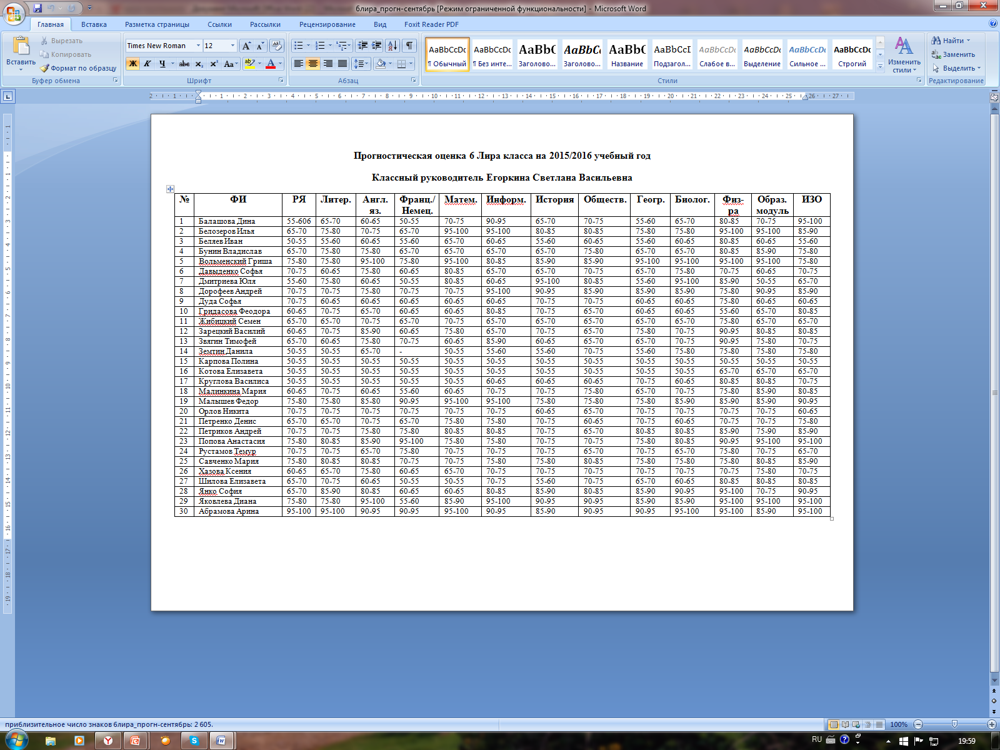 блира_прогн-сентябрь [Режим ограниченной функциональности] - Microsoft Word
Главная Вставка Разметка страницы Ссылки Рассылки Рецензирование Вид Foxit Reader PDF
Вставить
Вырезать
Копировать
Формат по образцу
Буфер обмена
Times New Roman 12
Ж К Ч abc x₂ x² Aa
Шрифт
Абзац
АаBbСcDc АаBbСcDc АаBbС АаBbСc АаBbС АаBbСcI АаBbСcDc АаBbСcDc АаBbСcDc АаBbСcDc
¶ Обычный ¶ Без инте... Заголово... Заголово... Название Подзагол... Слабое в... Выделение Сильное ... Строгий
Изменить стили
Стили
Найти
Заменить
Выделить
Редактирование
2 1 1 2 3 4 5 6 7 8 9 10 11 12 13 14 15 16 17 18 19 20 21 22 23 24 25 26 27
Прогностическая оценка 6 Лира класса на 2015/2016 учебный год
Классный руководитель Егоркина Светлана Васильевна
№ ФИ РЯ Литер. Англ. яз. Франц./ Немец. Матем. Информ. История Обществ. Геогр. Биолог. Физ-ра Образ. модуль ИЗО
1 Балашова Дина 55-606 65-70 60-65 50-55 70-75 90-95 65-70 70-75 55-60 65-70 80-85 70-75 95-100
2 Белозеров Илья 65-70 75-80 70-75 65-70 95-100 95-100 80-85 80-85 75-80 75-80 95-100 95-100 85-90
3 Беляев Иван 50-55 55-60 60-65 55-60 65-70 60-65 55-60 60-65 55-60 60-65 80-85 60-65 55-60
4 Бунин Владислав 65-70 75-80 75-80 65-70 65-70 65-70 65-70 75-80 65-70 65-70 80-85 85-90 75-80
5 Вольменский Гриша 75-80 75-80 95-100 75-80 95-100 80-85 85-90 85-90 95-100 95-100 95-100 95-100 75-80
6 Давыденко Софья 70-75 60-65 75-80 60-65 80-85 65-70 65-70 70-75 65-70 75-80 70-75 60-65 70-75
7 Дмитриева Юля 55-60 75-80 60-65 50-55 80-85 60-65 95-100 80-85 55-60 95-100 85-90 50-55 65-70
8 Дорофеев Андрей 70-75 70-75 75-80 70-75 70-75 95-100 90-95 85-90 85-90 85-90 75-80 90-95 85-90
9 Дуда Софья 70-75 60-65 60-65 60-65 60-65 60-65 70-75 70-75 60-65 60-65 75-80 60-65 60-65
10 Гридасова Феодора 60-65 70-75 65-70 60-65 60-65 80-85 70-75 65-70 60-65 60-65 55-60 65-70 80-85
11 Жибицкий Семен 65-70 65-70 70-75 65-70 70-75 65-70 65-70 65-70 65-70 65-70 75-80 65-70 65-70
12 Зарецкий Василий 60-65 70-75 85-90 60-65 75-80 65-70 70-75 65-70 75-80 70-75 90-95 80-85 80-85
13 Звягин Тимофей 65-70 60-65 75-80 70-75 60-65 85-90 60-65 65-70 65-70 70-75 90-95 75-80 70-75
14 Земтин Данила 50-55 50-55 65-70 - 50-55 55-60 55-60 70-75 55-60 75-80 75-80 75-80 75-80
15 Карпова Полина 50-55 50-55 50-55 50-55 50-55 50-55 50-55 50-55 50-55 50-55 50-55 50-55 50-55
16 Котова Елизавета 50-55 50-55 50-55 50-55 50-55 50-55 50-55 50-55 50-55 50-55 65-70 65-70 65-70
17 Круглова Василиса 50-55 50-55 50-55 50-55 50-55 60-65 60-65 60-65 70-75 60-65 80-85 80-85 70-75
18 Малинкина Мария 60-65 70-75 60-65 55-60 60-65 70-75 70-75 75-80 65-70 70-75 75-80 85-90 80-85
19 Малышев Федор 75-80 75-80 85-80 90-95 95-100 95-100 75-80 75-80 75-80 85-90 85-90 85-90 90-95
20 Орлов Никита 70-75 70-75 70-75 70-75 70-75 70-75 60-65 65-70 70-75 70-75 70-75 70-75 60-65
21 Петренко Денис 65-70 65-70 70-75 65-70 75-80 75-80 70-75 60-65 70-75 60-65 70-75 70-75 75-80
22 Петриков Андрей 70-75 70-75 75-80 75-80 80-85 80-85 70-75 65-70 80-85 80-85 85-90 75-90 85-90
23 Попова Анастасия 75-80 80-85 85-90 95-100 75-80 75-80 70-75 70-75 75-80 80-85 90-95 95-100 95-100
24 Рустамов Темур 70-75 70-75 65-70 75-80 70-75 70-75 70-75 65-70 70-75 65-70 75-80 70-75 65-70
25 Савченко Мария 75-80 80-85 80-85 70-75 70-75 75-80 75-80 80-85 75-80 75-80 75-80 80-85 85-90
26 Хазова Ксения 60-65 65-70 75-80 60-65 65-70 70-75 70-75 70-75 70-75 70-75 70-75 75-80 70-75
27 Шилова Елизавета 65-70 70-75 60-65 50-55 50-55 70-75 55-60 70-75 65-70 60-65 80-85 80-85 80-85
28 Янко София 65-70 85-90 80-85 60-65 60-65 80-85 85-90 80-85 85-90 90-95 95-100 70-75 90-95
29 Яковлева Диана 75-80 75-80 95-100 55-60 85-90 95-100 90-95 90-95 85-90 85-90 95-100 95-100 95-100
30 Абрамова Арина 95-100 95-100 90-95 90-95 95-100 90-95 85-90 90-95 90-95 95-100 95-100 85-90 95-100
приблизительное число знаков блира_прогн-сентябрь: 2 605.
100%
RU 19:59